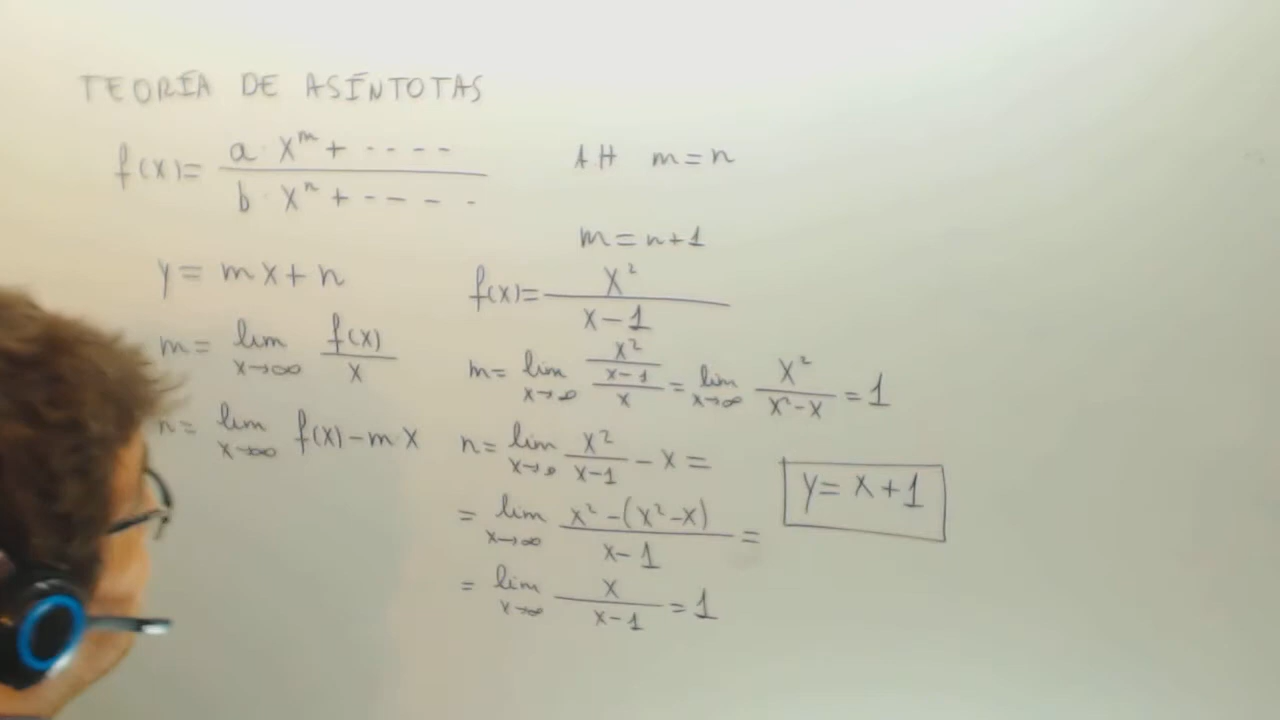 TEORÍA DE ASÍNTOTAS
f(x)= a·x^m + ····
b·x^n + - - - -
AH m=n
m=n+1
y= mx+n
m= lim x→∞ f(x)/x
n= lim x→∞ f(x)-m·x
f(x)= x²/(x-1)
m= lim x→∞ (x²/(x-1))/x = lim x→∞ x²/(x²-x) =1
n= lim x→∞ x²/(x-1) -x=
= lim x→∞ (x²-(x²-x))/(x-1) =
= lim x→∞ x/(x-1) =1
y= x+1